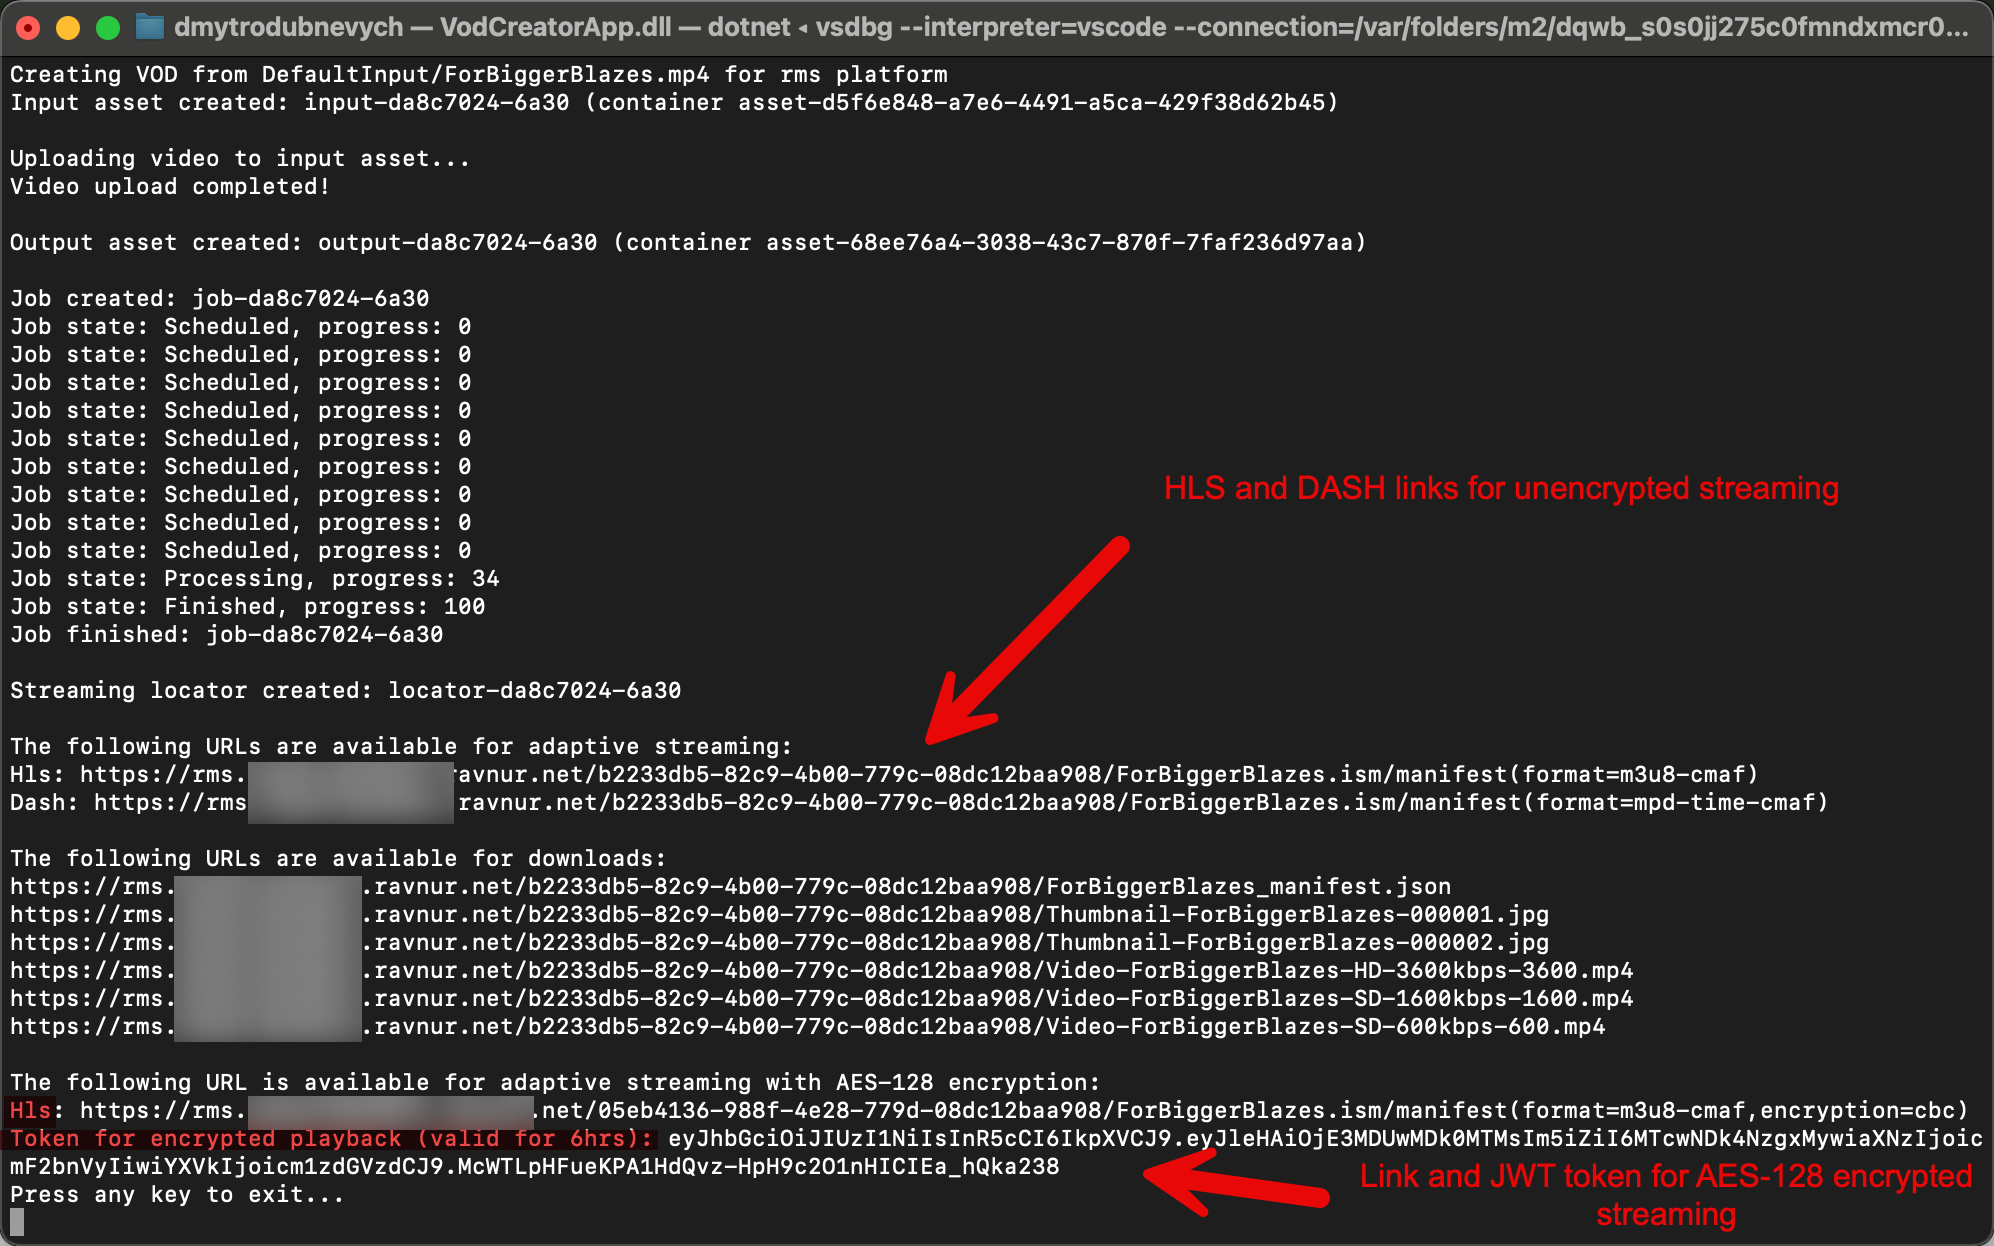 dmytrodubnevych — VodCreatorApp.dll — dotnet ◂ vsdbg --interpreter=vscode --connection=/var/folders/m2/dqwb_s0s0jj275c0fmndxmcr0...
Creating VOD from DefaultInput/ForBiggerBlazes.mp4 for rms platform
Input asset created: input-da8c7024-6a30 (container asset-d5f6e848-a7e6-4491-a5ca-429f38d62b45)
Uploading video to input asset...
Video upload completed!
Output asset created: output-da8c7024-6a30 (container asset-68ee76a4-3038-43c7-870f-7faf236d97aa)
Job created: job-da8c7024-6a30
Job state: Scheduled, progress: 0
Job state: Scheduled, progress: 0
Job state: Scheduled, progress: 0
Job state: Scheduled, progress: 0
Job state: Scheduled, progress: 0
Job state: Scheduled, progress: 0
Job state: Scheduled, progress: 0
Job state: Scheduled, progress: 0
Job state: Scheduled, progress: 0
Job state: Processing, progress: 34
Job state: Finished, progress: 100
Job finished: job-da8c7024-6a30
HLS and DASH links for unencrypted streaming
Streaming locator created: locator-da8c7024-6a30
The following URLs are available for adaptive streaming:
Hls: https://rms. ravnur.net/b2233db5-82c9-4b00-779c-08dc12baa908/ForBiggerBlazes.ism/manifest(format=m3u8-cmaf)
Dash: https://rms ravnur.net/b2233db5-82c9-4b00-779c-08dc12baa908/ForBiggerBlazes.ism/manifest(format=mpd-time-cmaf)
The following URLs are available for downloads:
https://rms. .ravnur.net/b2233db5-82c9-4b00-779c-08dc12baa908/ForBiggerBlazes_manifest.json
https://rms. .ravnur.net/b2233db5-82c9-4b00-779c-08dc12baa908/Thumbnail-ForBiggerBlazes-000001.jpg
https://rms. .ravnur.net/b2233db5-82c9-4b00-779c-08dc12baa908/Thumbnail-ForBiggerBlazes-000002.jpg
https://rms. .ravnur.net/b2233db5-82c9-4b00-779c-08dc12baa908/Video-ForBiggerBlazes-HD-3600kbps-3600.mp4
https://rms. .ravnur.net/b2233db5-82c9-4b00-779c-08dc12baa908/Video-ForBiggerBlazes-SD-1600kbps-1600.mp4
https://rms. .ravnur.net/b2233db5-82c9-4b00-779c-08dc12baa908/Video-ForBiggerBlazes-SD-600kbps-600.mp4
The following URL is available for adaptive streaming with AES-128 encryption:
Hls: https://rms. .net/05eb4136-988f-4e28-779d-08dc12baa908/ForBiggerBlazes.ism/manifest(format=m3u8-cmaf,encryption=cbc)
Token for encrypted playback (valid for 6hrs): eyJhbGciOiJIUzI1NiIsInR5cCI6IkpXVCJ9.eyJleHAiOjE3MDUwMDk0MTMsIm5iZiI6MTcwNDk4NzgxMywiaXNzIjoic
mF2bnVyIiwiYXVkIjoicm1zdGVzdCJ9.McWTLpHFueKPA1HdQvz-HpH9c2O1nHICIEa_hQka238
Press any key to exit...
Link and JWT token for AES-128 encrypted
streaming